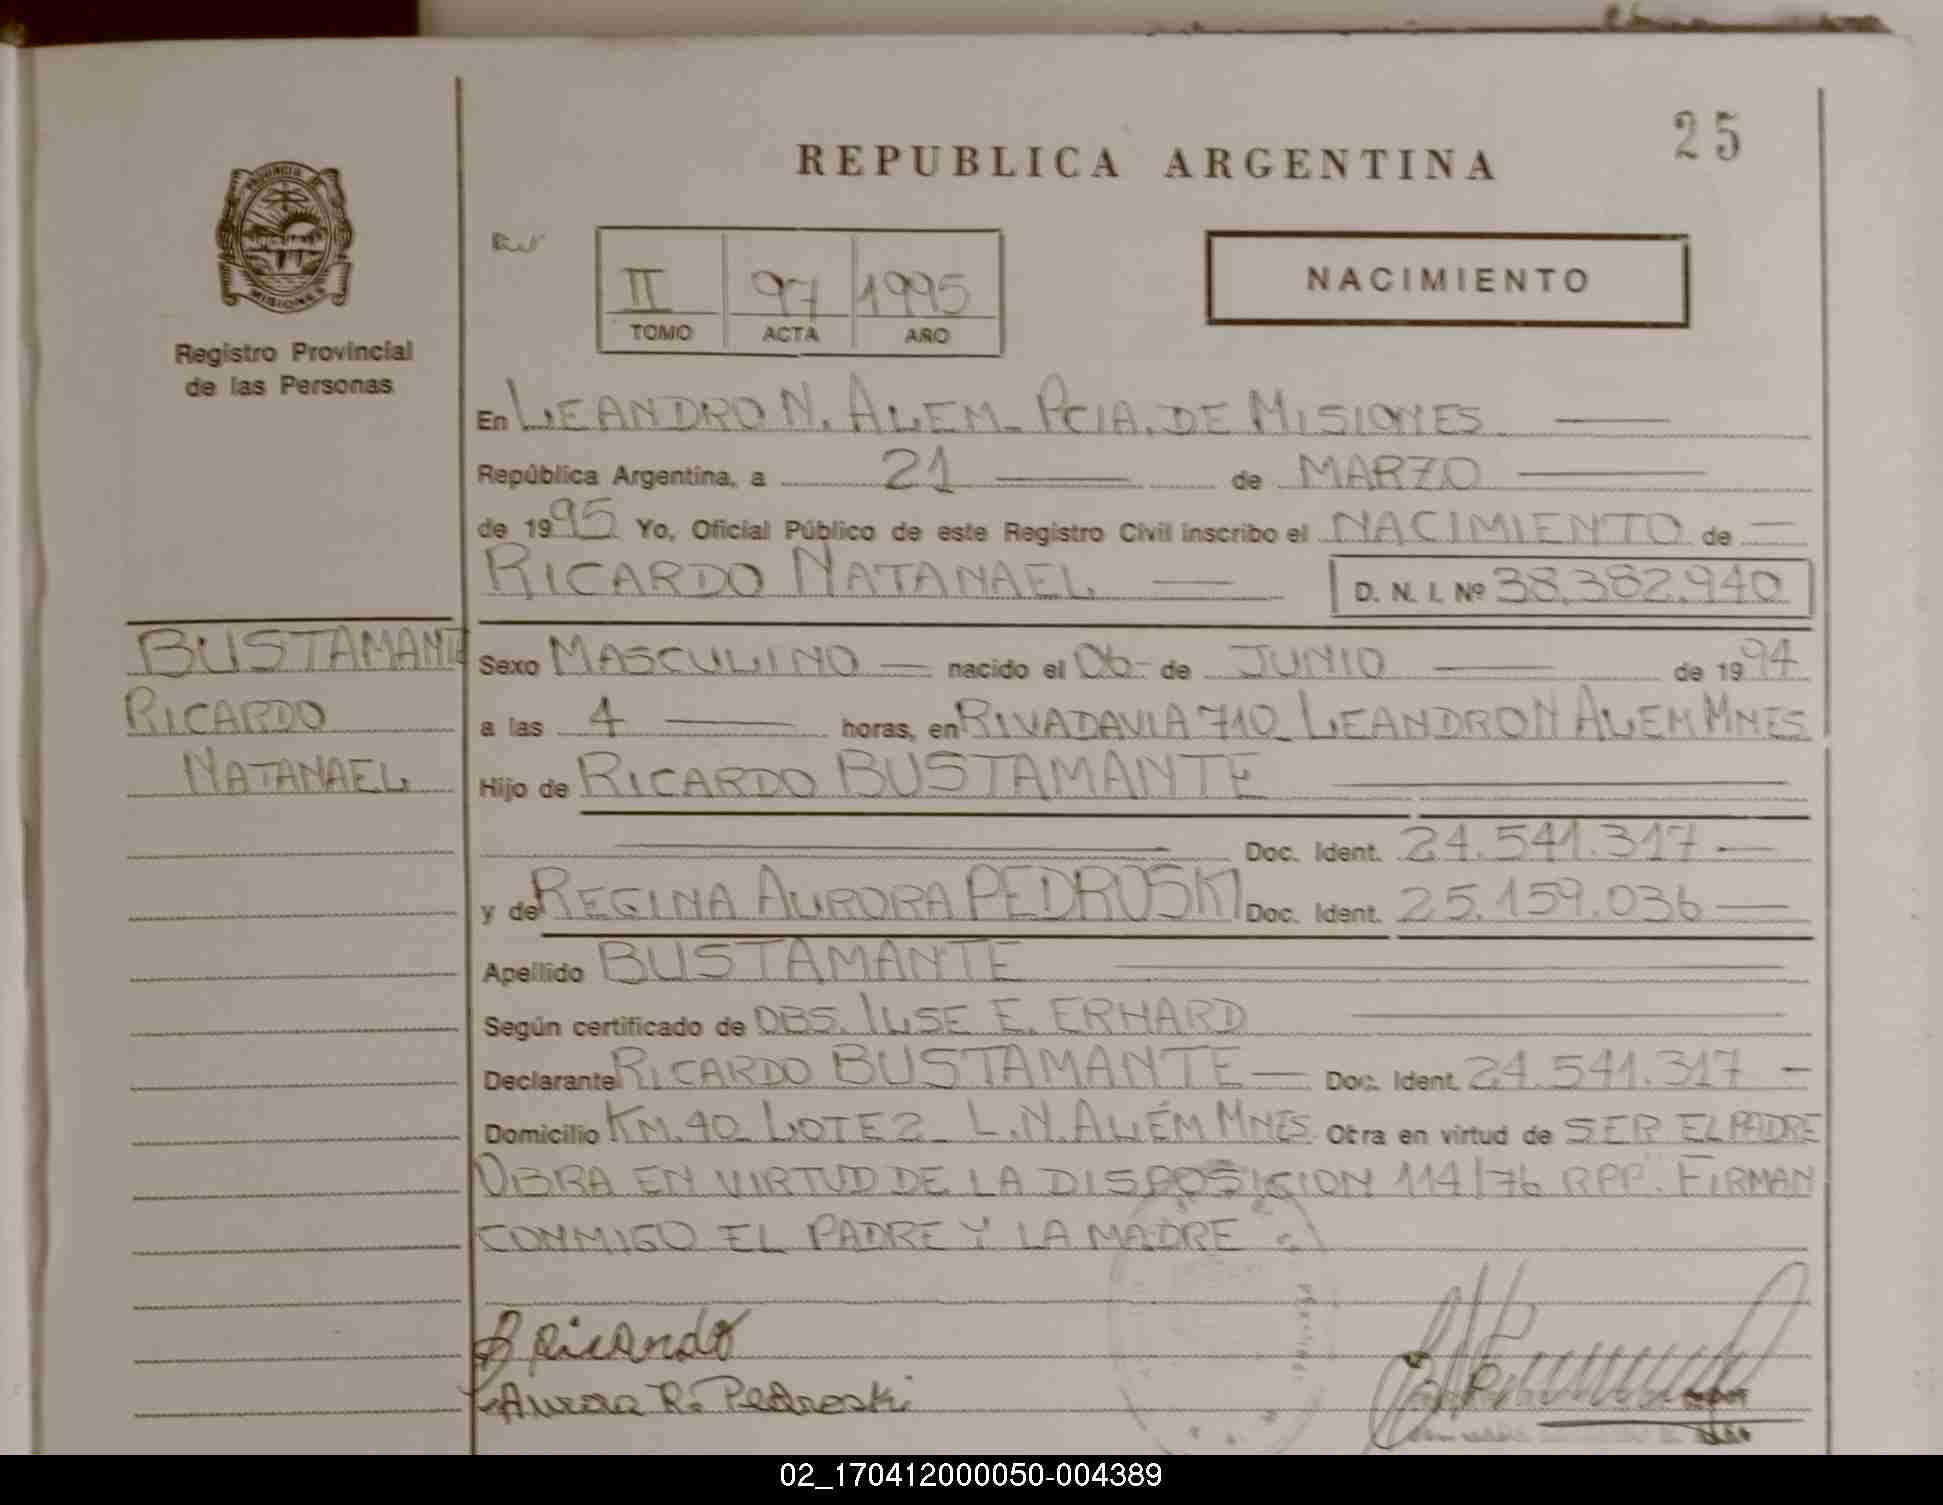 25
REPUBLICA ARGENTINA
PROVINCIA DE
MISIONES
Registro Provincial
de las Personas
II 97 1995
TOMO ACTA AÑO
NACIMIENTO
En LEANDRO N. ALEM - PCIA. DE MISIONES
República Argentina, a 21 de MARZO
de 1995 Yo, Oficial Público de este Registro Civil inscribo el NACIMIENTO de
RICARDO NATANAEL D. N. I. Nº 38.382.940
BUSTAMANTE
RICARDO
NATANAEL
Sexo MASCULINO nacido el 06 de JUNIO de 1994
a las 4 horas, en RIVADAVIA 710 - LEANDRO N ALEM MNES
Hijo de RICARDO BUSTAMANTE
Doc. Ident. 24.541.317
y de REGINA AURORA PEDROSKI Doc. Ident. 25.159.036
Apellido BUSTAMANTE
Según certificado de OBS. ILSE E. ERHARD
Declarante RICARDO BUSTAMANTE Doc. Ident. 24.541.317
Domicilio KM. 40 - LOTE 2 - L.N. ALÉM MNES. Obra en virtud de SER EL PADRE
OBRA EN VIRTUD DE LA DISPOSICION 114/76 RPP. FIRMAN
CONMIGO EL PADRE Y LA MADRE
B Ricardo
Aurora R. Pedroski
02_170412000050-004389